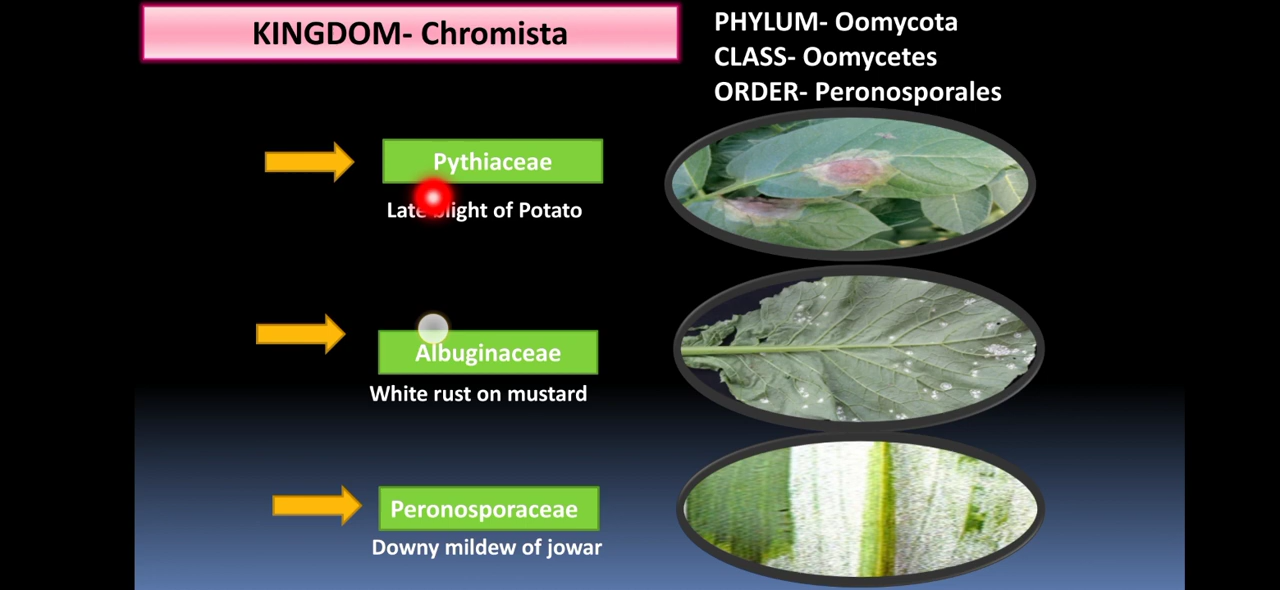 KINGDOM- Chromista
PHYLUM- Oomycota
CLASS- Oomycetes
ORDER- Peronosporales
Pythiaceae
Late blight of Potato
Albuginaceae
White rust on mustard
Peronosporaceae
Downy mildew of jowar